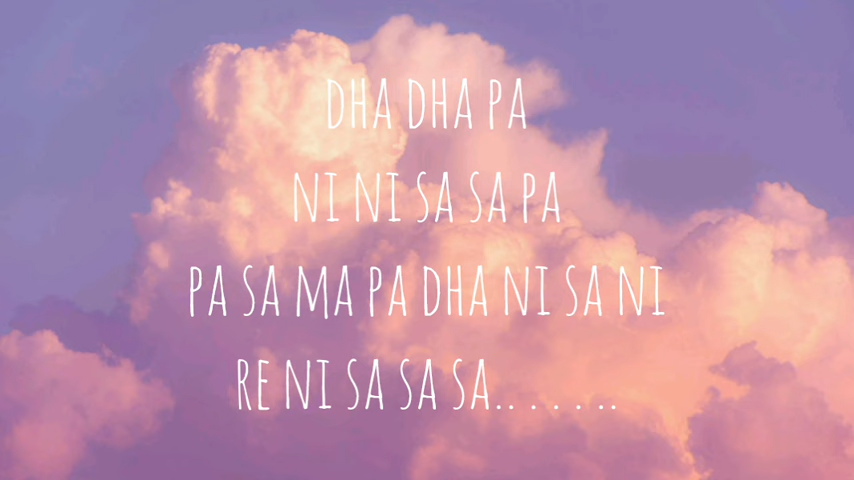 DHA DHA PA
NI NI SA SA PA
PA SA MA PA DHA NI SA NI
RE NI SA SA SA.. . . . ..